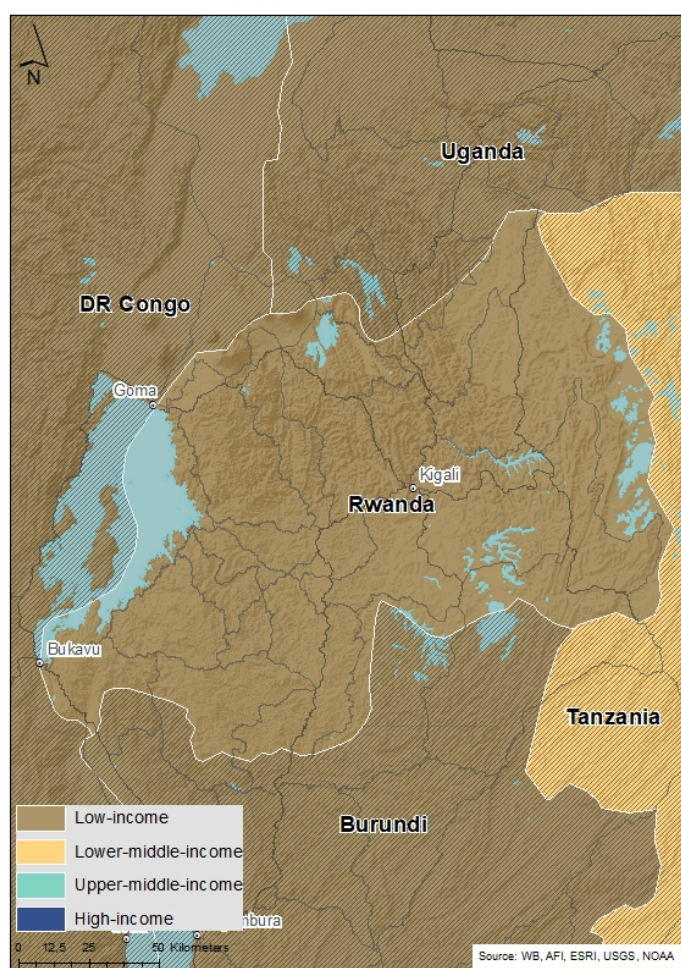 N
Uganda
DR Congo
Goma
Kigali
Rwanda
Bukavu
Tanzania
Burundi
Low-income
Lower-middle-income
Upper-middle-income
High-income
0 12,5 25 50 Kilometers
Source: WB, AFI, ESRI, USGS, NOAA